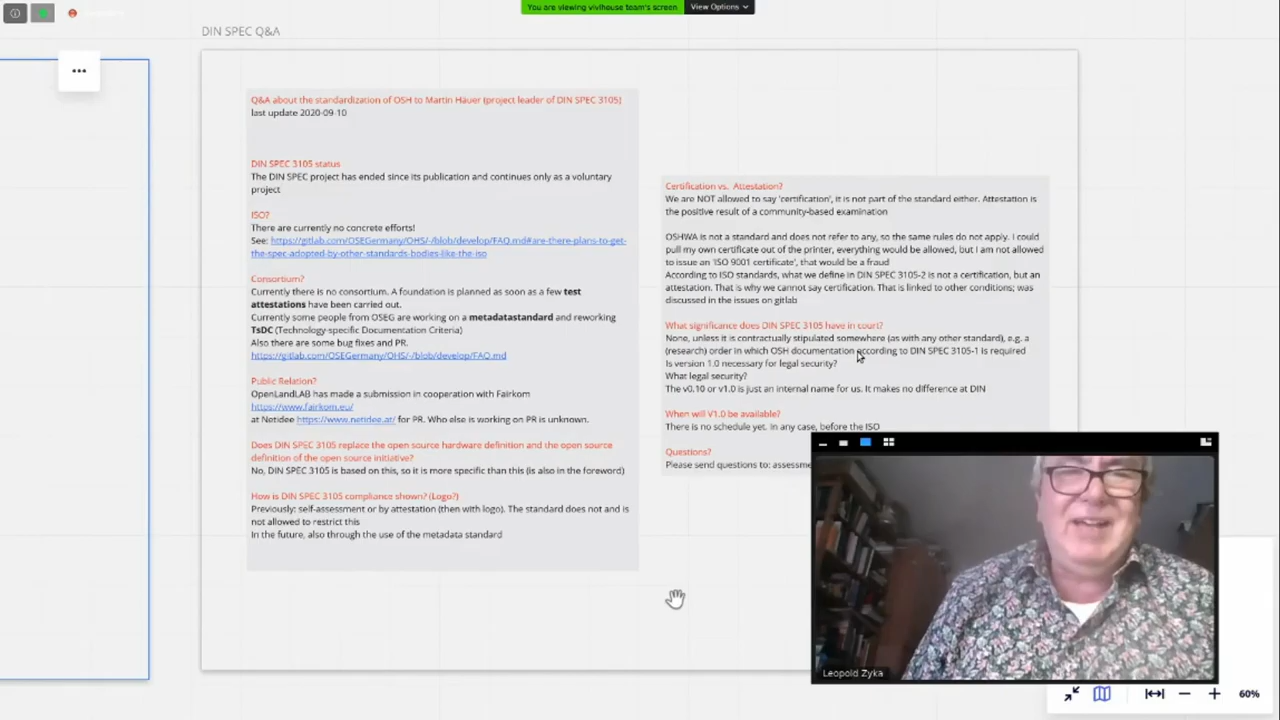 You are viewing vivihouse team's screen
View Options
DIN SPEC Q&A
Q&A about the standardization of OSH to Martin Häuer (project leader of DIN SPEC 3105)
last update 2020-09-10
DIN SPEC 3105 status
The DIN SPEC project has ended since its publication and continues only as a voluntary
project
ISO?
There are currently no concrete efforts!
See: https://gitlab.com/OSEGermany/OHS/-/blob/develop/FAQ.md#are-there-plans-to-get-
the-spec-adopted-by-other-standards-bodies-like-the-iso
Consortium?
Currently there is no consortium. A foundation is planned as soon as a few test
attestations have been carried out.
Currently some people from OSEG are working on a metadatastandard and reworking
TsDC (Technology-specific Documentation Criteria)
Also there are some bug fixes and PR.
https://gitlab.com/OSEGermany/OHS/-/blob/develop/FAQ.md
Public Relation?
OpenLandLAB has made a submission in cooperation with Fairkom
https://www.fairkom.eu/
at Netidee https://www.netidee.at/ for PR. Who else is working on PR is unknown.
Does DIN SPEC 3105 replace the open source hardware definition and the open source
definition of the open source initiative?
No, DIN SPEC 3105 is based on this, so it is more specific than this (is also in the foreword)
How is DIN SPEC 3105 compliance shown? (Logo?)
Previously: self-assessment or by attestation (then with logo). The standard does not and is
not allowed to restrict this
In the future, also through the use of the metadata standard
Certification vs. Attestation?
We are NOT allowed to say 'certification', it is not part of the standard either. Attestation is
the positive result of a community-based examination
OSHWA is not a standard and does not refer to any, so the same rules do not apply. I could
pull my own certificate out of the printer, everything would be allowed, but I am not allowed
to issue an 'ISO 9001 certificate', that would be a fraud
According to ISO standards, what we define in DIN SPEC 3105-2 is not a certification, but an
attestation. That is why we cannot say certification. That is linked to other conditions; was
discussed in the issues on gitlab
What significance does DIN SPEC 3105 have in court?
None, unless it is contractually stipulated somewhere (as with any other standard), e.g. a
(research) order in which OSH documentation according to DIN SPEC 3105-1 is required
Is version 1.0 necessary for legal security?
What legal security?
The v0.10 or v1.0 is just an internal name for us. It makes no difference at DIN
When will V1.0 be available?
There is no schedule yet. In any case, before the ISO
Questions?
Please send questions to: assessme
Leopold Zyka
60%